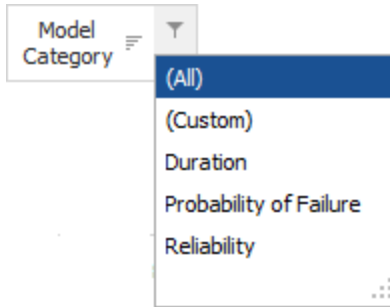 Model
Category
(All)
(Custom)
Duration
Probability of Failure
Reliability